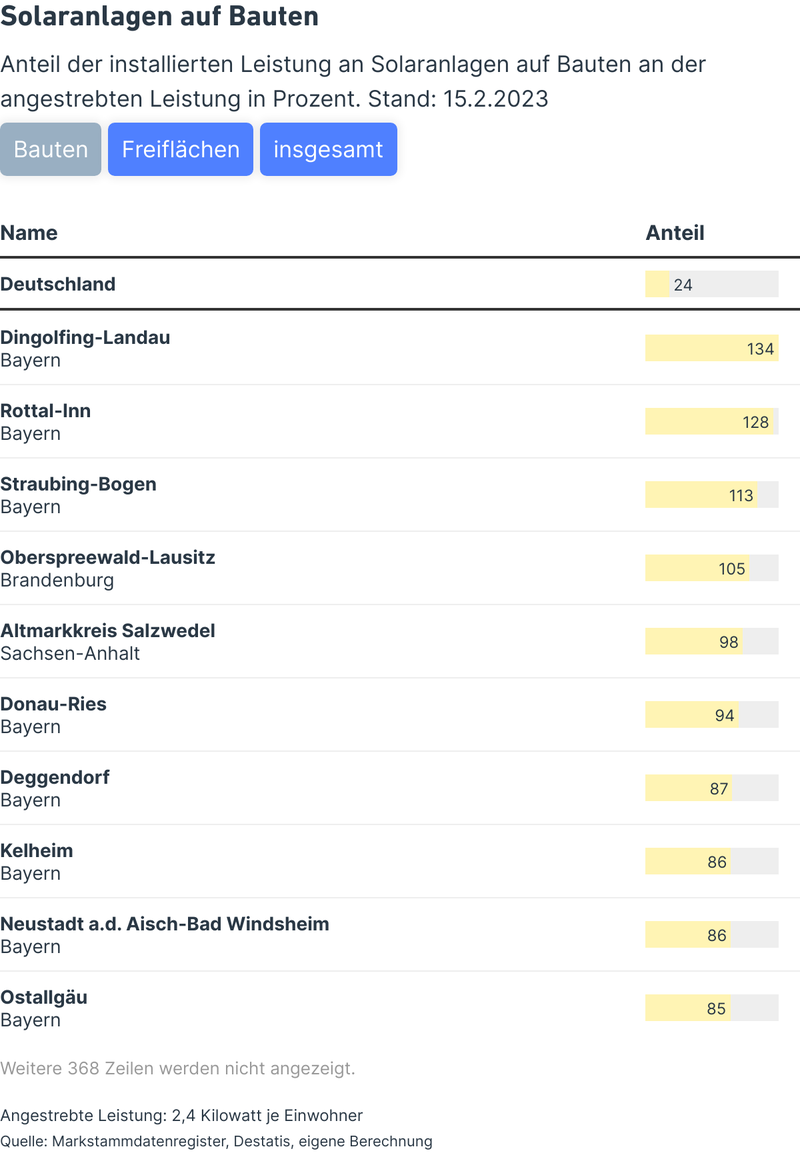 Solaranlagen auf Bauten
Anteil der installierten Leistung an Solaranlagen auf Bauten an der
angestrebten Leistung in Prozent. Stand: 15.2.2023
Bauten Freiflächen insgesamt
Name Anteil
Deutschland 24
Dingolfing-Landau
Bayern 134
Rottal-Inn
Bayern 128
Straubing-Bogen
Bayern 113
Oberspreewald-Lausitz
Brandenburg 105
Altmarkkreis Salzwedel
Sachsen-Anhalt 98
Donau-Ries
Bayern 94
Deggendorf
Bayern 87
Kelheim
Bayern 86
Neustadt a.d. Aisch-Bad Windsheim
Bayern 86
Ostallgäu
Bayern 85
Weitere 368 Zeilen werden nicht angezeigt.
Angestrebte Leistung: 2,4 Kilowatt je Einwohner
Quelle: Markstammdatenregister, Destatis, eigene Berechnung